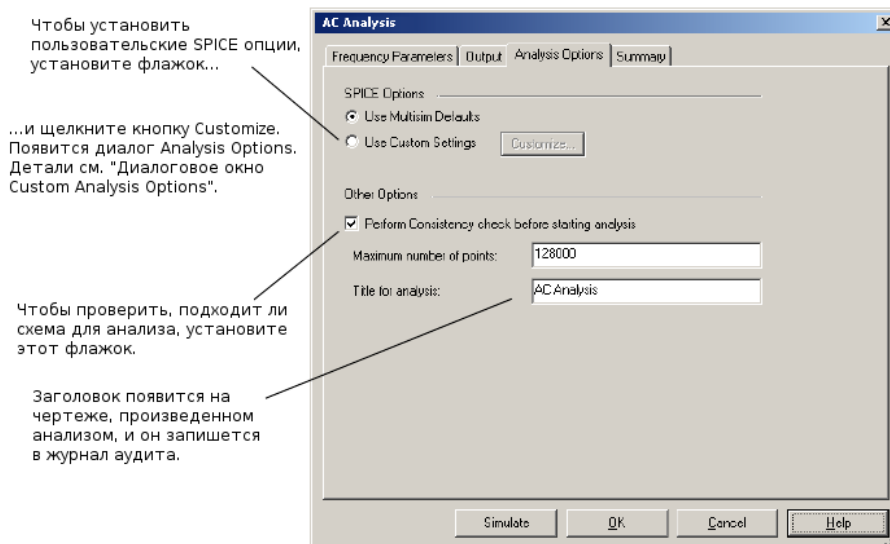 Чтобы установить
пользовательские SPICE опции,
установите флажок...
...и щелкните кнопку Customize.
Появится диалог Analysis Options.
Детали см. "Диалоговое окно
Custom Analysis Options".
Чтобы проверить, подходит ли
схема для анализа, установите
этот флажок.
Заголовок появится на
чертеже, произведенном
анализом, и он запишется
в журнал аудита.
AC Analysis
Frequency Parameters Output Analysis Options Summary
SPICE Options
Use Multisim Defaults
Use Custom Settings Customize...
Other Options
Perform Consistency check before starting analysis
Maximum number of points: 128000
Title for analysis: AC Analysis
Simulate OK Cancel Help